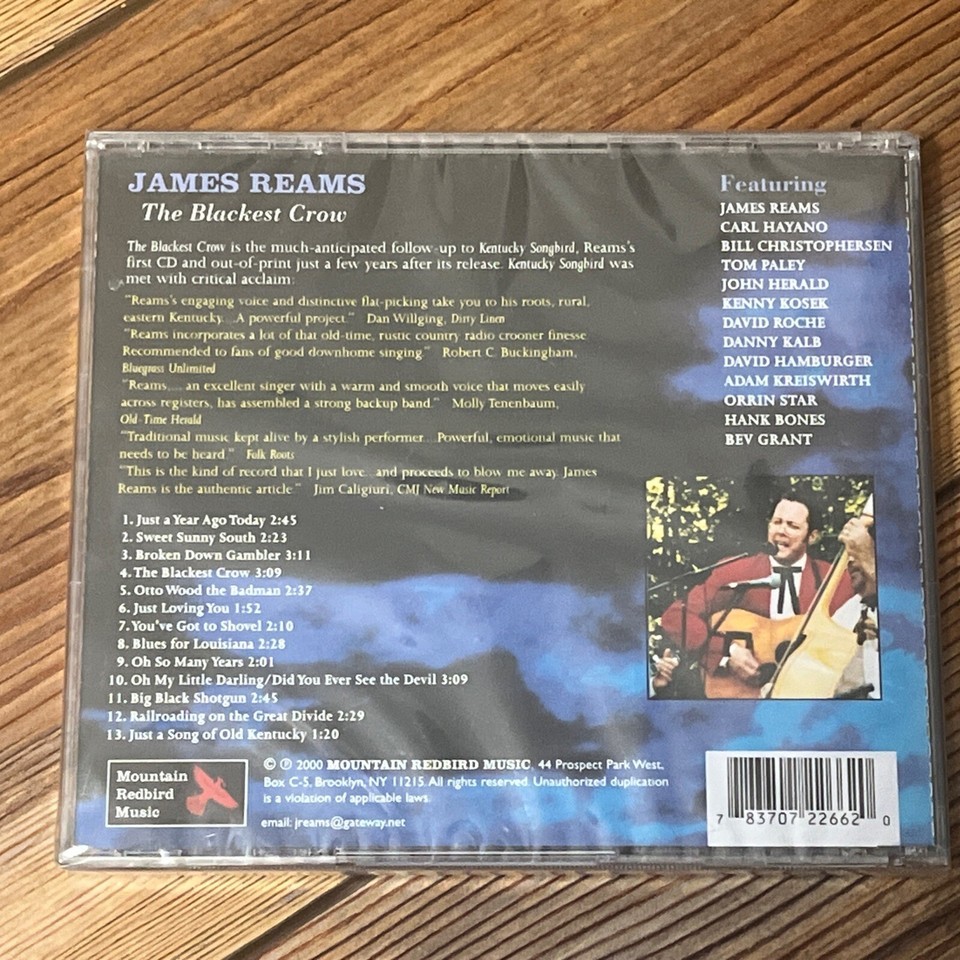 JAMES REAMS
The Blackest Crow
The Blackest Crow is the much-anticipated follow-up to Kentucky Songbird, Reams's
first CD and out-of-print just a few years after its release. Kentucky Songbird was
met with critical acclaim:
"Reams's engaging voice and distinctive flat-picking take you to his roots, rural,
eastern Kentucky...A powerful project." Dan Willging, Dirty Linen
"Reams incorporates a lot of that old-time, rustic country radio crooner finesse.
Recommended to fans of good downhome singing." Robert C. Buckingham,
Bluegrass Unlimited
"Reams,.... an excellent singer with a warm and smooth voice that moves easily
across registers, has assembled a strong backup band." Molly Tenenbaum,
Old-Time Herald
"Traditional music kept alive by a stylish performer...Powerful, emotional music that
needs to be heard." Folk Roots
"This is the kind of record that I just love...and proceeds to blow me away. James
Reams is the authentic article." Jim Caligiuri, CMJ New Music Report
1. Just a Year Ago Today 2:45
2. Sweet Sunny South 2:23
3. Broken Down Gambler 3:11
4. The Blackest Crow 3:09
5. Otto Wood the Badman 2:37
6. Just Loving You 1:52
7. You've Got to Shovel 2:10
8. Blues for Louisiana 2:28
9. Oh So Many Years 2:01
10. Oh My Little Darling/Did You Ever See the Devil 3:09
11. Big Black Shotgun 2:45
12. Railroading on the Great Divide 2:29
13. Just a Song of Old Kentucky 1:20
Featuring
JAMES REAMS
CARL HAYANO
BILL CHRISTOPHERSEN
TOM PALEY
JOHN HERALD
KENNY KOSEK
DAVID ROCHE
DANNY KALB
DAVID HAMBURGER
ADAM KREISWIRTH
ORRIN STAR
HANK BONES
BEV GRANT
Mountain
Redbird
Music
© ℗ 2000 MOUNTAIN REDBIRD MUSIC, 44 Prospect Park West,
Box C-5, Brooklyn, NY 11215. All rights reserved. Unauthorized duplication
is a violation of applicable laws.
email: jreams@gateway.net
7 83707 22662 0